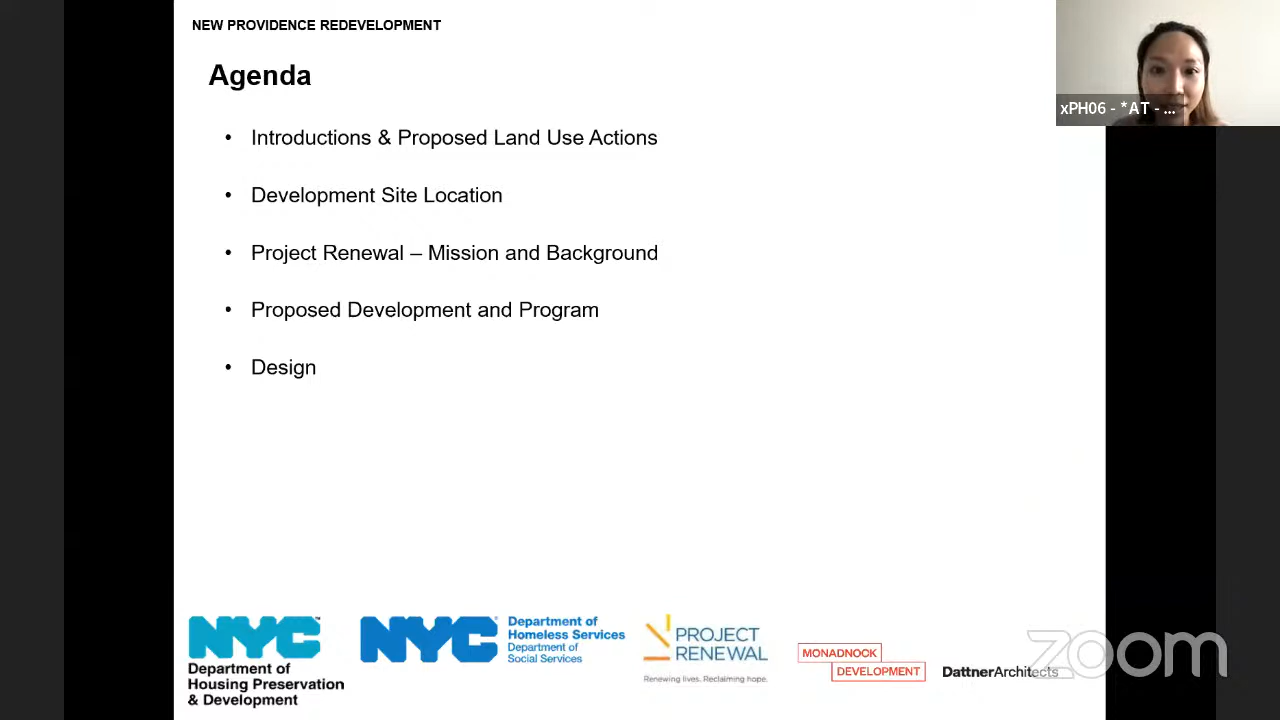 NEW PROVIDENCE REDEVELOPMENT
Agenda
xPH06 - *AT - ...
• Introductions & Proposed Land Use Actions
• Development Site Location
• Project Renewal – Mission and Background
• Proposed Development and Program
• Design
NYC
Department of
Housing Preservation
& Development
NYC
Department of
Homeless Services
Department of
Social Services
PROJECT
RENEWAL
Renewing lives. Reclaiming hope.
MONADNOCK
DEVELOPMENT
DattnerArchitects
zoom